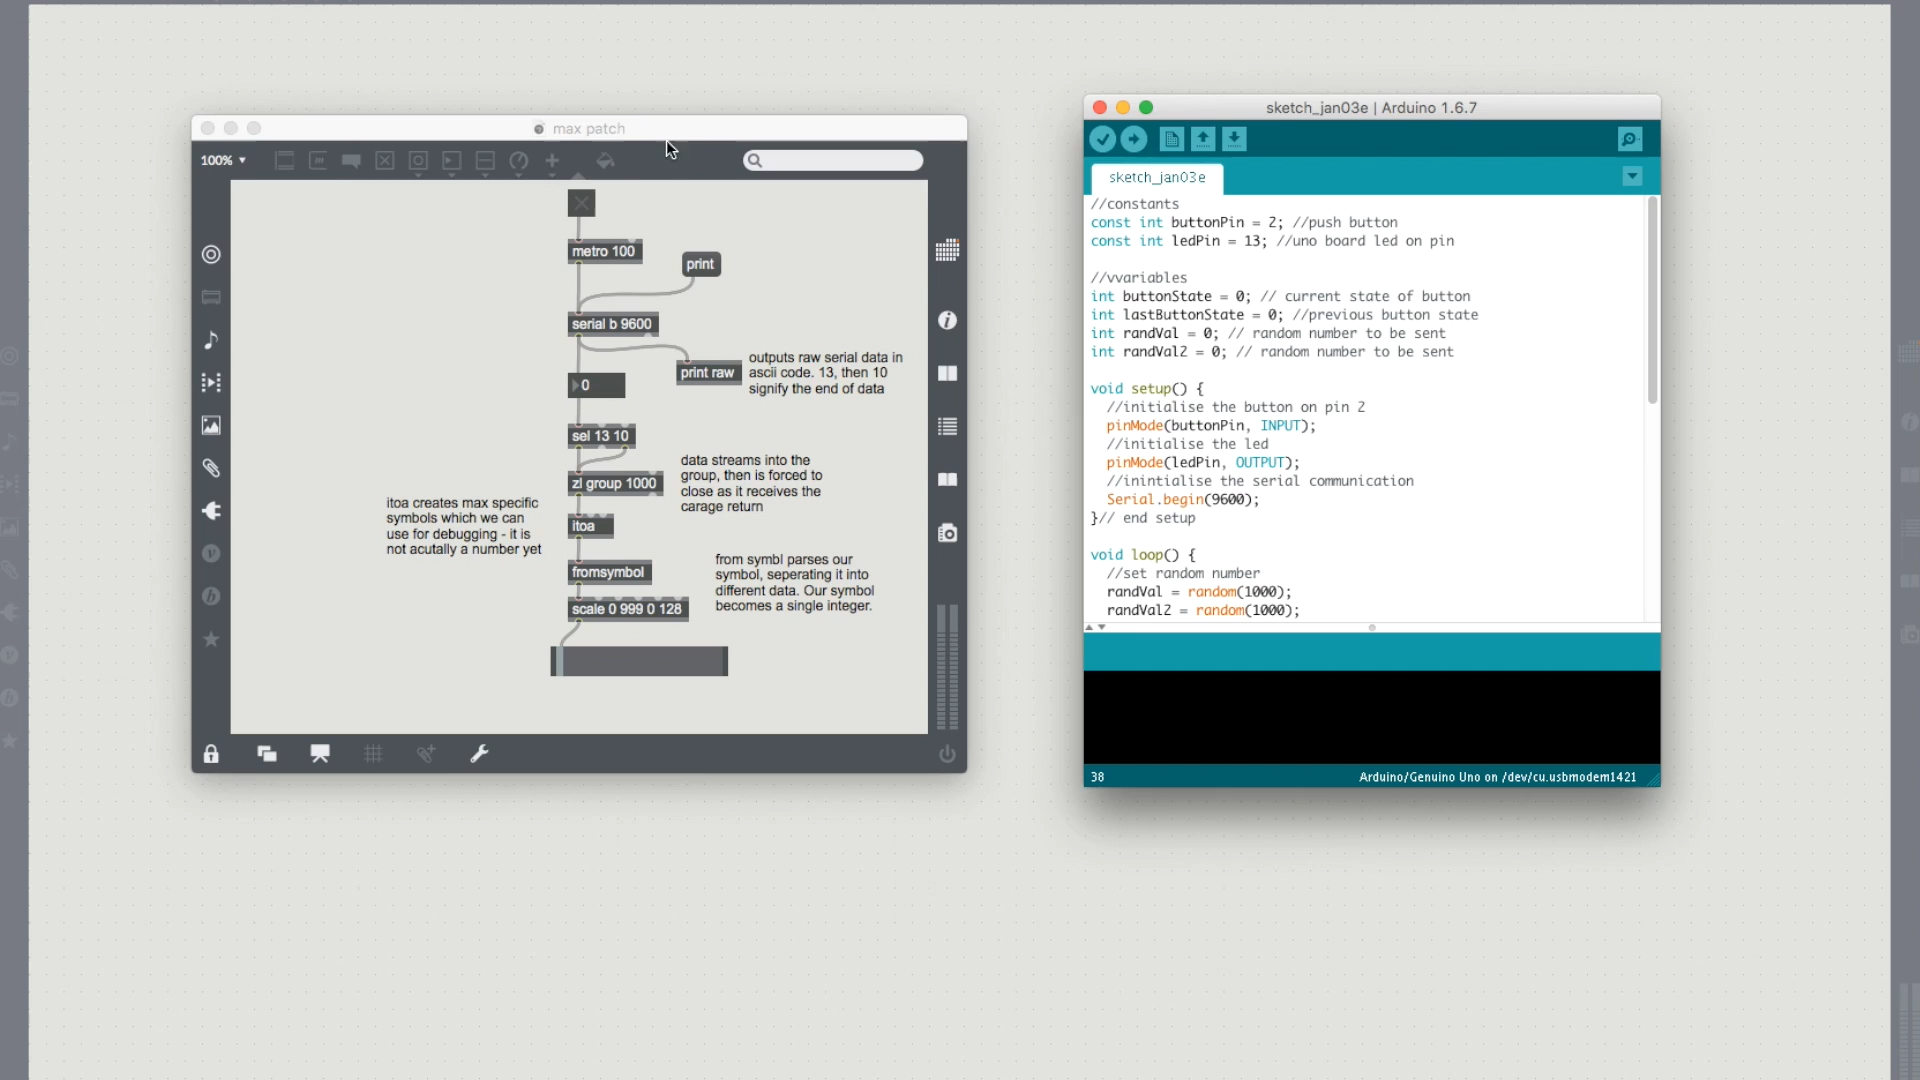 max patch
100%
metro 100
print
serial b 9600
print raw
outputs raw serial data in
ascii code. 13, then 10
signify the end of data
0
sel 13 10
zl group 1000
data streams into the
group, then is forced to
close as it receives the
carage return
itoa
itoa creates max specific
symbols which we can
use for debugging - it is
not acutally a number yet
fromsymbol
from symbl parses our
symbol, seperating it into
different data. Our symbol
becomes a single integer.
scale 0 999 0 128
sketch_jan03e | Arduino 1.6.7
sketch_jan03e
//constants
const int buttonPin = 2; //push button
const int ledPin = 13; //uno board led on pin
//vvariables
int buttonState = 0; // current state of button
int lastButtonState = 0; //previous button state
int randVal = 0; // random number to be sent
int randVal2 = 0; // random number to be sent
void setup() {
//initialise the button on pin 2
pinMode(buttonPin, INPUT);
//initialise the led
pinMode(ledPin, OUTPUT);
//inintialise the serial communication
Serial.begin(9600);
}// end setup
void loop() {
//set random number
randVal = random(1000);
randVal2 = random(1000);
38
Arduino/Genuino Uno on /dev/cu.usbmodem1421